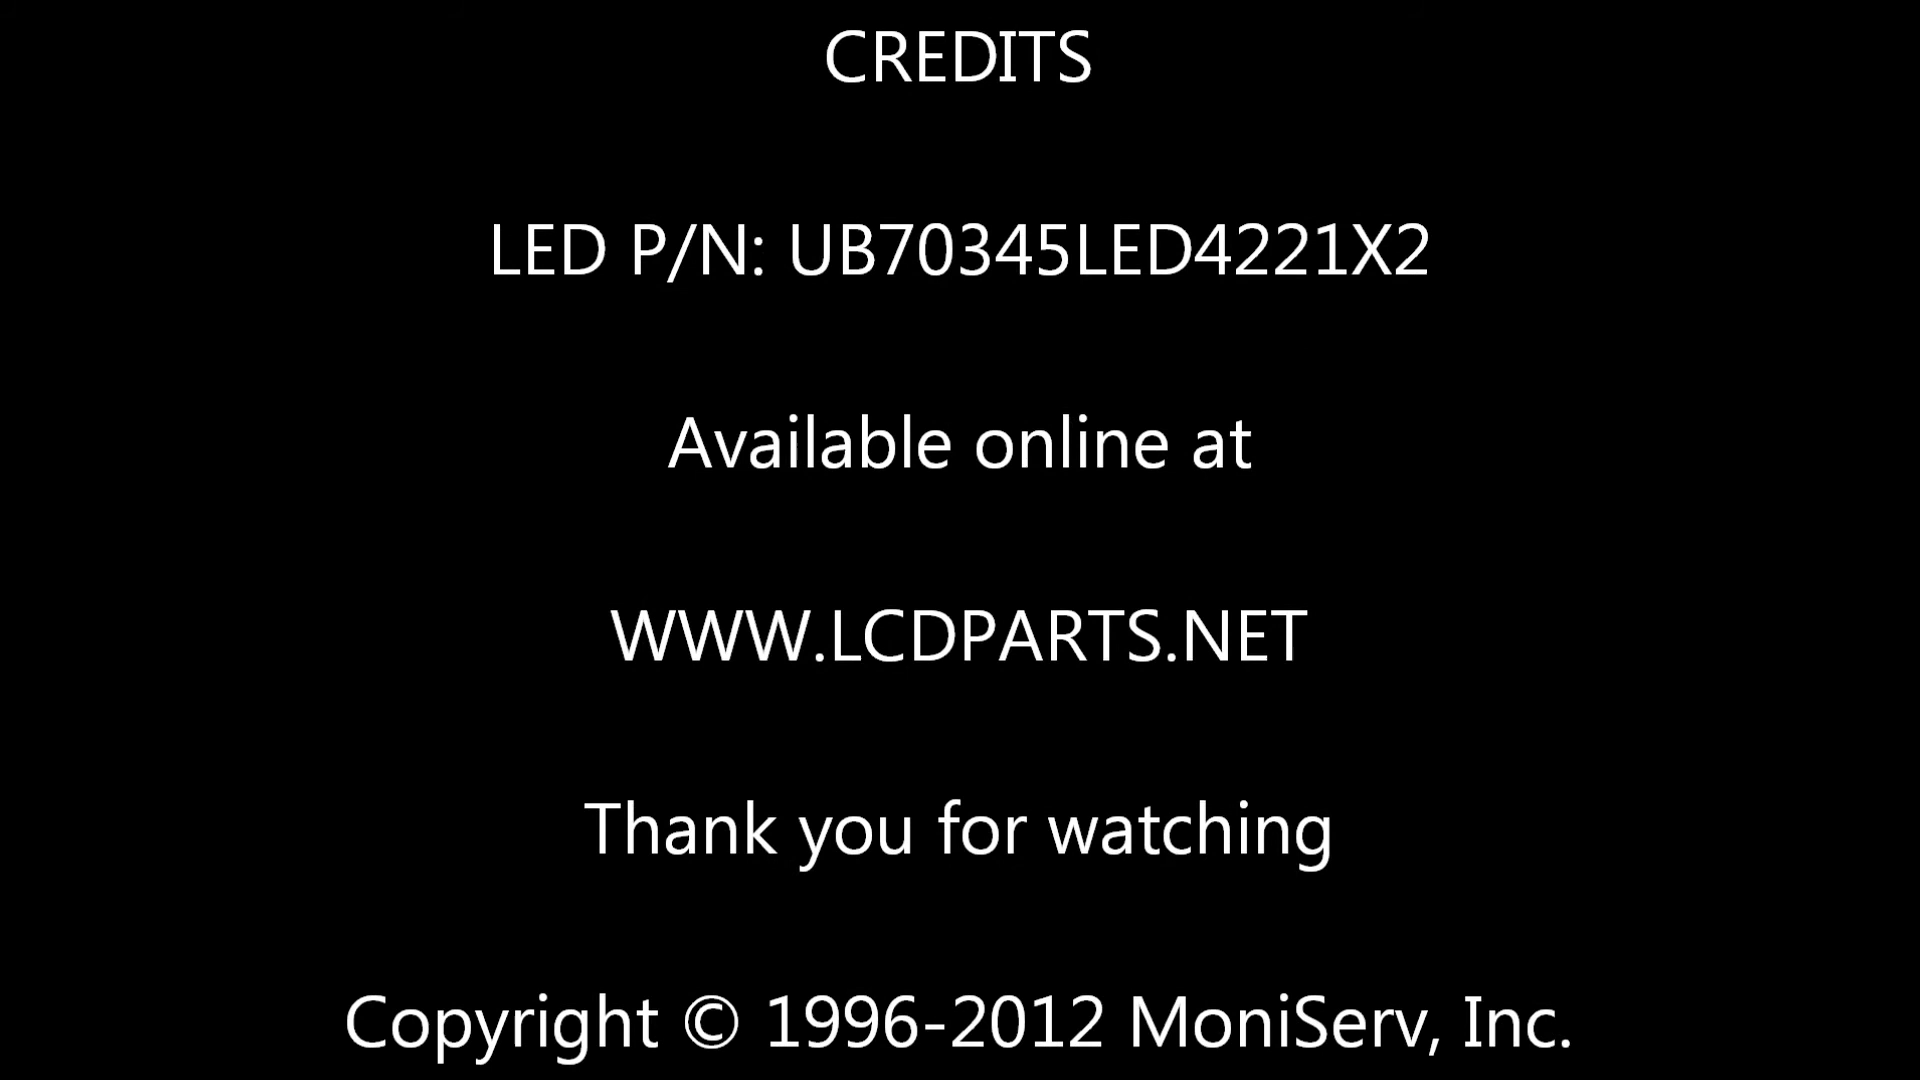 CREDITS
LED P/N: UB70345LED4221X2
Available online at
WWW.LCDPARTS.NET
Thank you for watching
Copyright © 1996-2012 MoniServ, Inc.